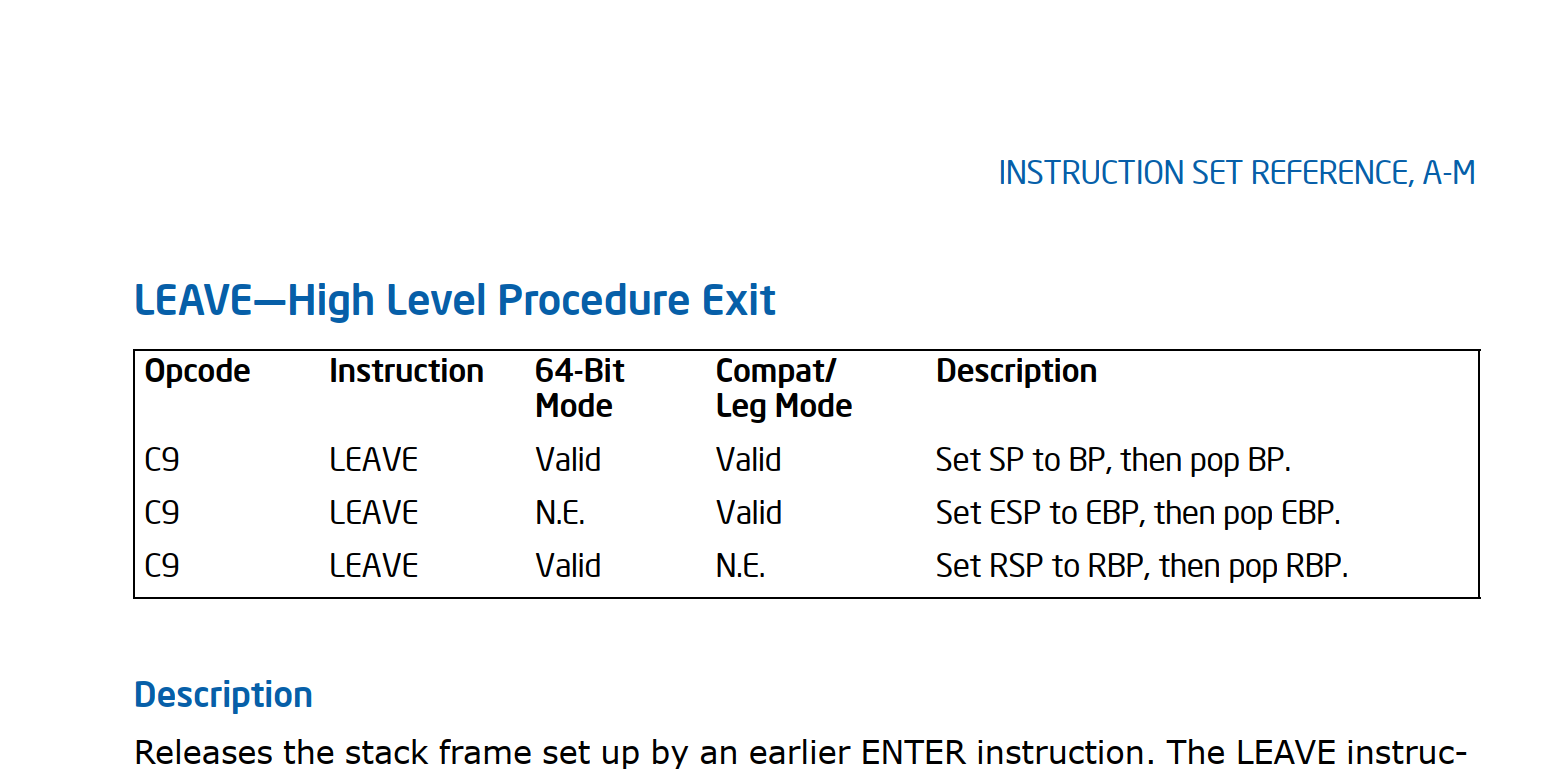 INSTRUCTION SET REFERENCE, A-M
LEAVE—High Level Procedure Exit
Opcode Instruction 64-Bit Mode Compat/ Leg Mode Description
C9 LEAVE Valid Valid Set SP to BP, then pop BP.
C9 LEAVE N.E. Valid Set ESP to EBP, then pop EBP.
C9 LEAVE Valid N.E. Set RSP to RBP, then pop RBP.
Description
Releases the stack frame set up by an earlier ENTER instruction. The LEAVE instruc-